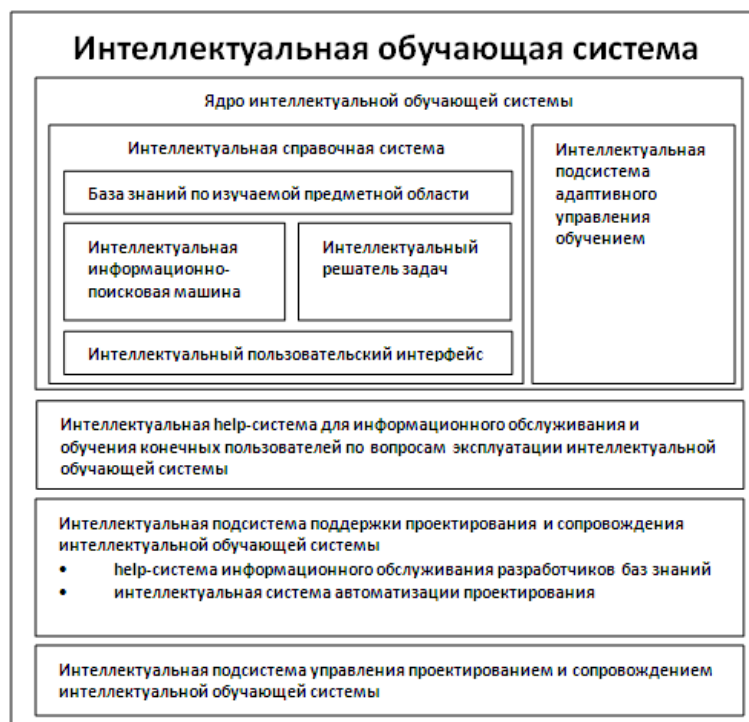 Интеллектуальная обучающая система
Ядро интеллектуальной обучающей системы
Интеллектуальная справочная система
База знаний по изучаемой предметной области
Интеллектуальная
информационно-
поисковая машина
Интеллектуальный
решатель задач
Интеллектуальный пользовательский интерфейс
Интеллектуальная
подсистема
адаптивного
управления
обучением
Интеллектуальная help-система для информационного обслуживания и
обучения конечных пользователей по вопросам эксплуатации интеллектуальной
обучающей системы
Интеллектуальная подсистема поддержки проектирования и сопровождения
интеллектуальной обучающей системы
• help-система информационного обслуживания разработчиков баз знаний
• интеллектуальная система автоматизации проектирования
Интеллектуальная подсистема управления проектированием и сопровождением
интеллектуальной обучающей системы